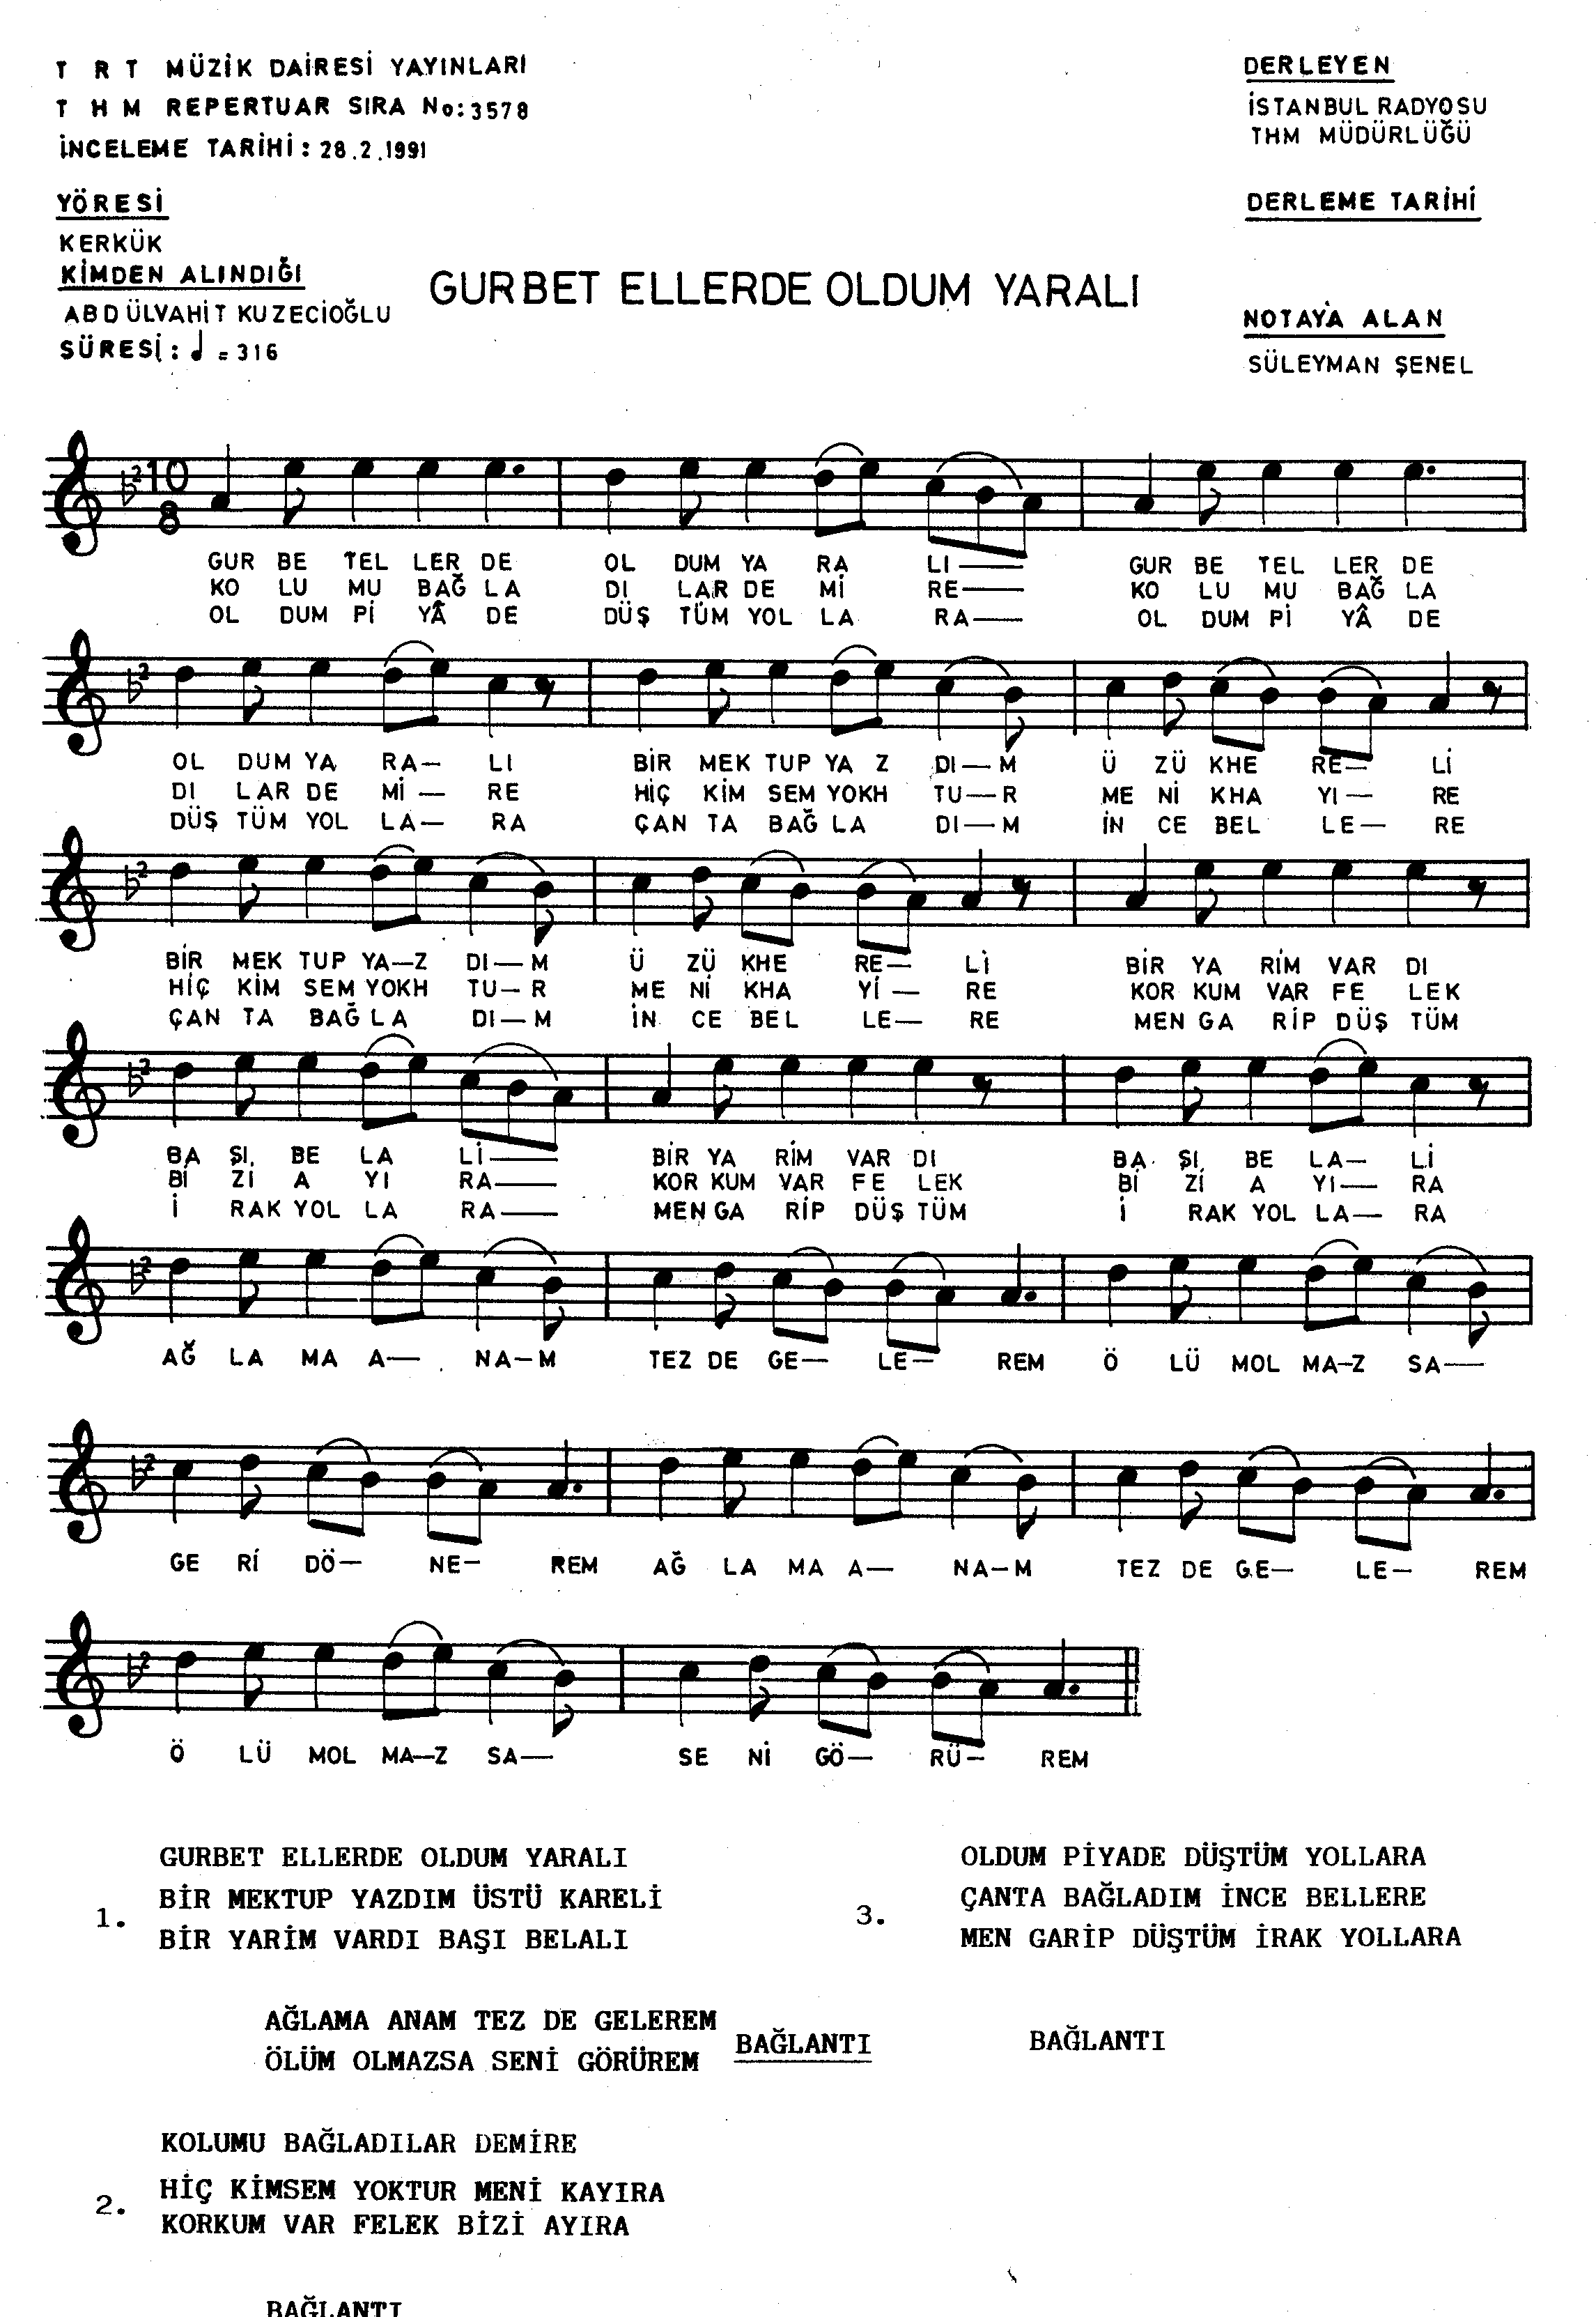 T R T MÜZİK DAİRESİ YAYINLARI
T H M REPERTUAR SIRA No:3578
İNCELEME TARİHİ: 28.2.1991
DERLEYEN
İSTANBUL RADYOSU
THM MÜDÜRLÜĞÜ
YÖRESİ
KERKÜK
DERLEME TARİHİ
KİMDEN ALINDIĞI
ABDÜLVAHİT KUZECİOĞLU
SÜRESİ: ♩ = 316
GURBET ELLERDE OLDUM YARALI
NOTAYA ALAN
SÜLEYMAN ŞENEL
2 10 8
GUR BE TEL LER DE OL DUM YA RA LI— GUR BE TEL LER DE
KO LU MU BAĞ LA DI LAR DE Mİ RE— KO LU MU BAĞ LA
OL DUM Pİ YÂ DE DÜŞ TÜM YOL LA RA— OL DUM Pİ YÂ DE
2
OL DUM YA RA— LI BİR MEK TUP YA Z DI—M Ü ZÜ KHE RE— Lİ
DI LAR DE Mİ— RE HİÇ KİM SEM YOKH TU—R ME Nİ KHA YI— RE
DÜŞ TÜM YOL LA— RA ÇAN TA BAĞ LA DI—M İN CE BEL LE— RE
2
BİR MEK TUP YA—Z DI—M Ü ZÜ KHE RE— Lİ BİR YA RİM VAR DI
HİÇ KİM SEM YOKH TU—R ME Nİ KHA Yİ— RE KOR KUM VAR FE LEK
ÇAN TA BAĞ LA DI—M İN CE BEL LE— RE MEN GA RİP DÜŞ TÜM
2
BA ŞI BE LA Lİ— BİR YA RİM VAR DI BA ŞI BE LA— Lİ
Bİ Zİ A YI RA— KOR KUM VAR FE LEK Bİ Zİ A YI— RA
İ RAK YOL LA RA— MEN GA RİP DÜŞ TÜM İ RAK YOL LA— RA
2
AĞ LA MA A— NA—M TEZ DE GE— LE— REM Ö LÜ MOL MA—Z SA—
2
GE Rİ DÖ— NE— REM AĞ LA MA A— NA—M TEZ DE GE— LE— REM
2
Ö LÜ MOL MA—Z SA— SE Nİ GÖ— RÜ— REM
1.
GURBET ELLERDE OLDUM YARALI
BİR MEKTUP YAZDIM ÜSTÜ KARELİ
BİR YARİM VARDI BAŞI BELALI
AĞLAMA ANAM TEZ DE GELEREM
ÖLÜM OLMAZSA SENİ GÖRÜREM
BAĞLANTI
2.
KOLUMU BAĞLADILAR DEMİRE
HİÇ KİMSEM YOKTUR MENİ KAYIRA
KORKUM VAR FELEK BİZİ AYIRA
BAĞLANTI
3.
OLDUM PİYADE DÜŞTÜM YOLLARA
ÇANTA BAĞLADIM İNCE BELLERE
MEN GARİP DÜŞTÜM İRAK YOLLARA
BAĞLANTI